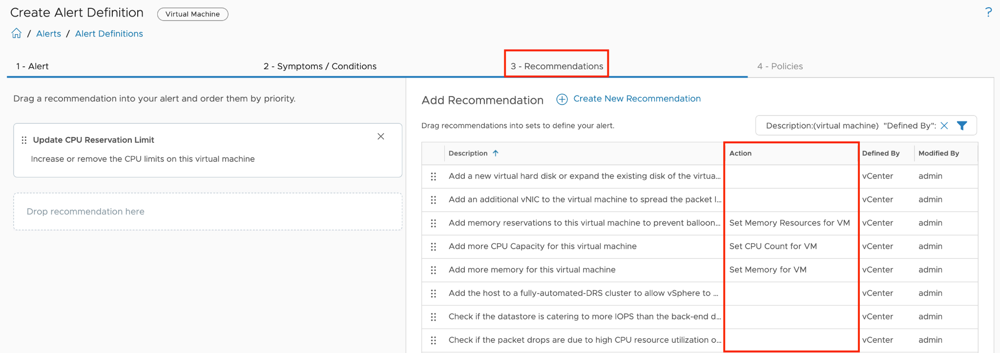 Create Alert Definition
Virtual Machine
?
/ Alerts / Alert Definitions
1 - Alert
2 - Symptoms / Conditions
3 - Recommendations
4 - Policies
Drag a recommendation into your alert and order them by priority.
Update CPU Reservation Limit
Increase or remove the CPU limits on this virtual machine
Drop recommendation here
Add Recommendation
Create New Recommendation
Drag recommendations into sets to define your alert.
Description:(virtual machine) "Defined By":
Description Action Defined By Modified By
Add a new virtual hard disk or expand the existing disk of the virtua... vCenter admin
Add an additional vNIC to the virtual machine to spread the packet l... vCenter admin
Add memory reservations to this virtual machine to prevent balloon... Set Memory Resources for VM vCenter admin
Add more CPU Capacity for this virtual machine Set CPU Count for VM vCenter admin
Add more memory for this virtual machine Set Memory for VM vCenter admin
Add the host to a fully-automated-DRS cluster to allow vSphere to ... vCenter admin
Check if the datastore is catering to more IOPS than the back-end d... vCenter admin
Check if the packet drops are due to high CPU resource utilization o... vCenter admin